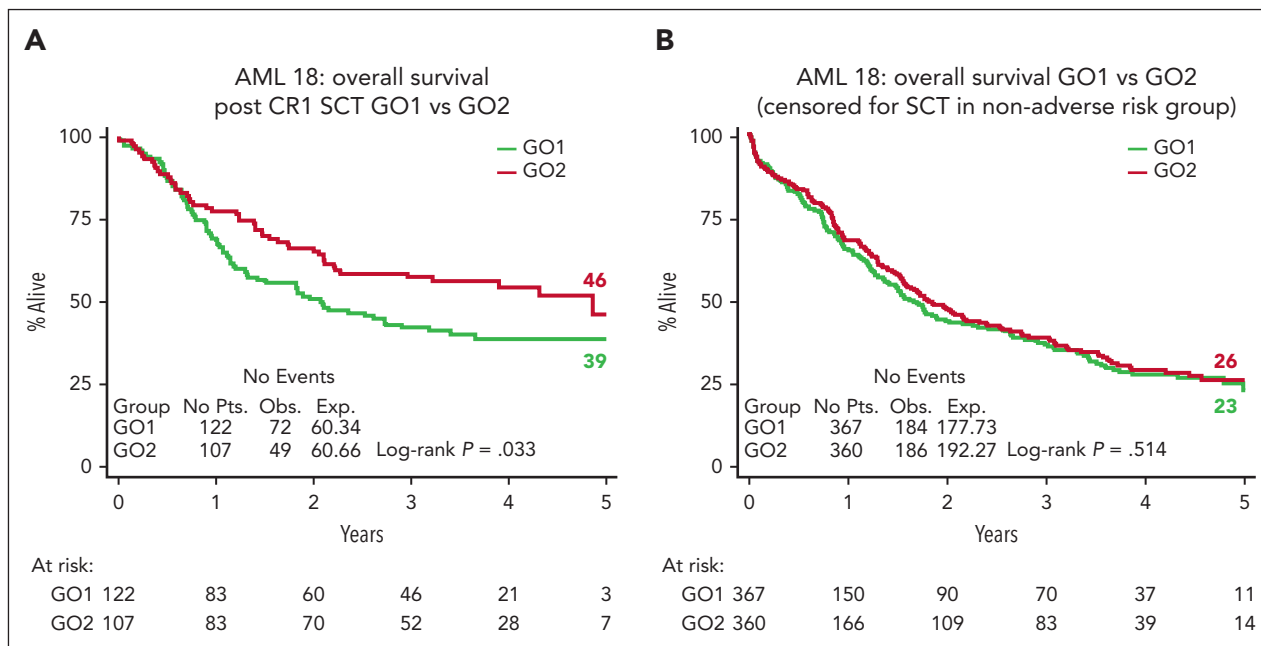 A
AML 18: overall survival
post CR1 SCT GO1 vs GO2
100
75
50
25
0
% Alive
GO1
GO2
46
39
No Events
Group No Pts. Obs. Exp.
GO1 122 72 60.34
GO2 107 49 60.66 Log-rank P = .033
0 1 2 3 4 5
Years
At risk:
GO1 122 83 60 46 21 3
GO2 107 83 70 52 28 7
B
AML 18: overall survival GO1 vs GO2
(censored for SCT in non-adverse risk group)
100
75
50
25
0
% Alive
GO1
GO2
26
23
No Events
Group No Pts. Obs. Exp.
GO1 367 184 177.73
GO2 360 186 192.27 Log-rank P = .514
0 1 2 3 4 5
Years
At risk:
GO1 367 150 90 70 37 11
GO2 360 166 109 83 39 14